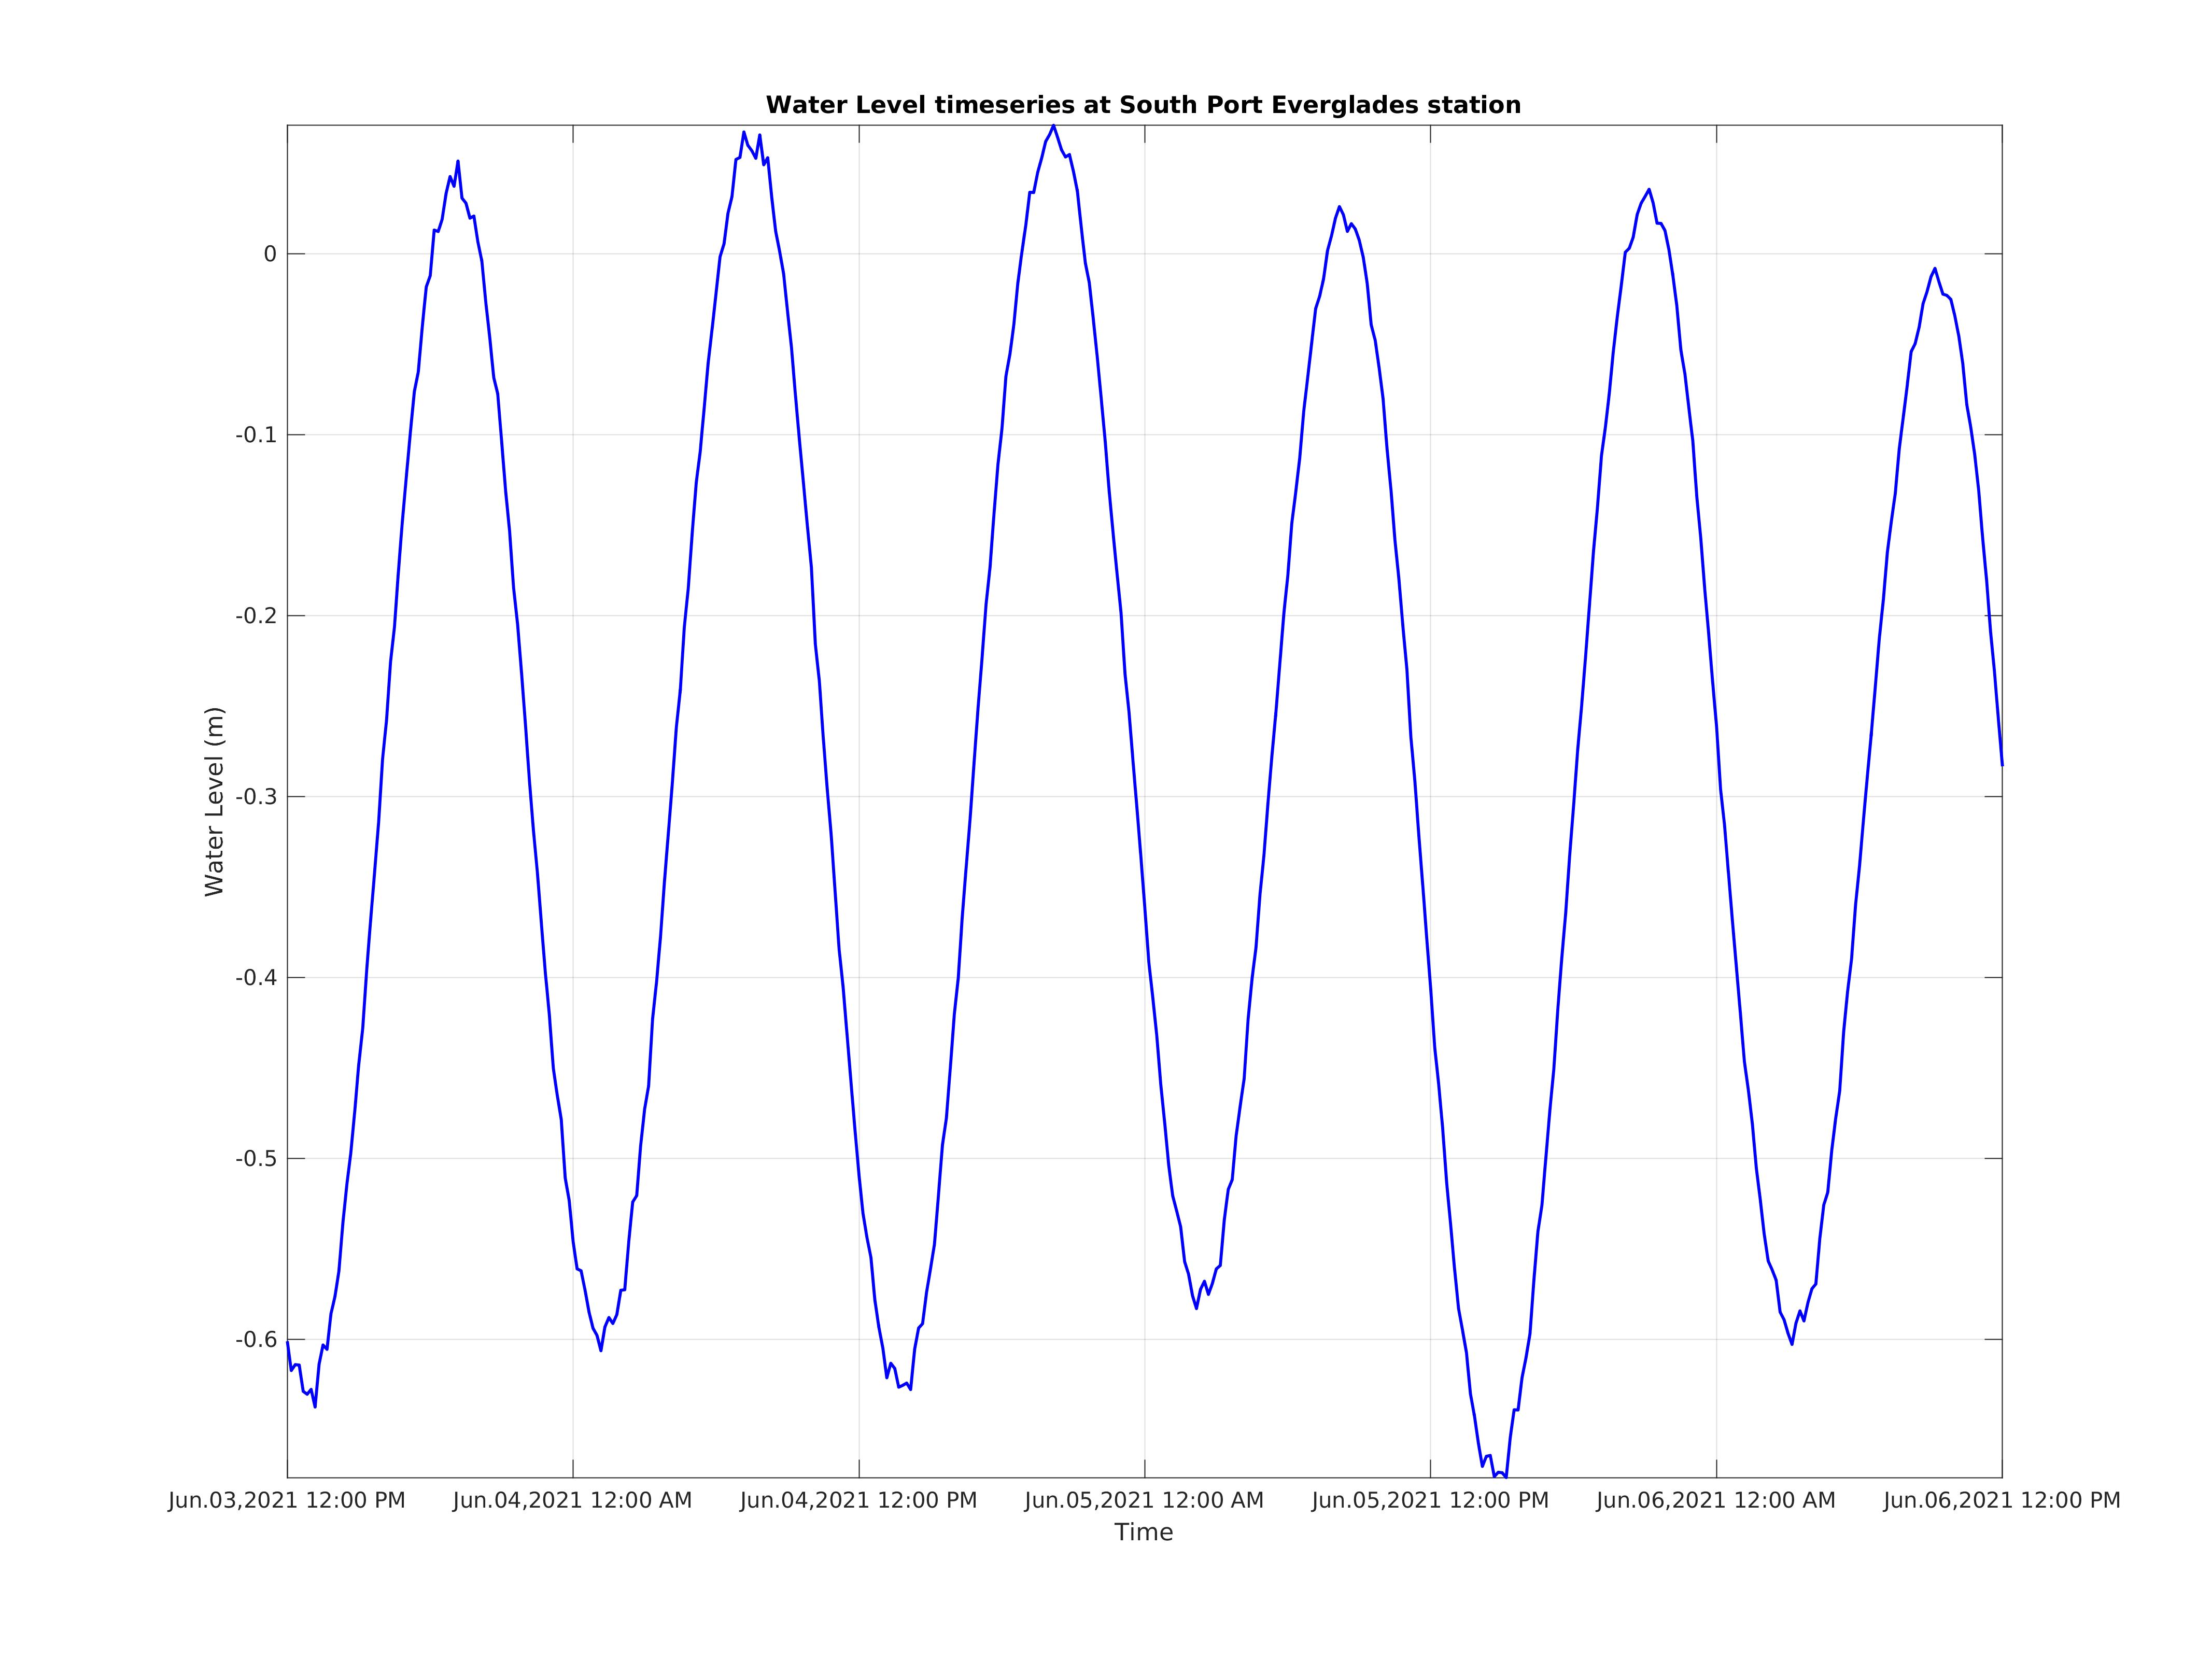 Water Level timeseries at South Port Everglades station
0
-0.1
-0.2
-0.3
-0.4
-0.5
-0.6
Water Level (m)
Jun.03,2021 12:00 PM Jun.04,2021 12:00 AM Jun.04,2021 12:00 PM Jun.05,2021 12:00 AM Jun.05,2021 12:00 PM Jun.06,2021 12:00 AM Jun.06,2021 12:00 PM
Time